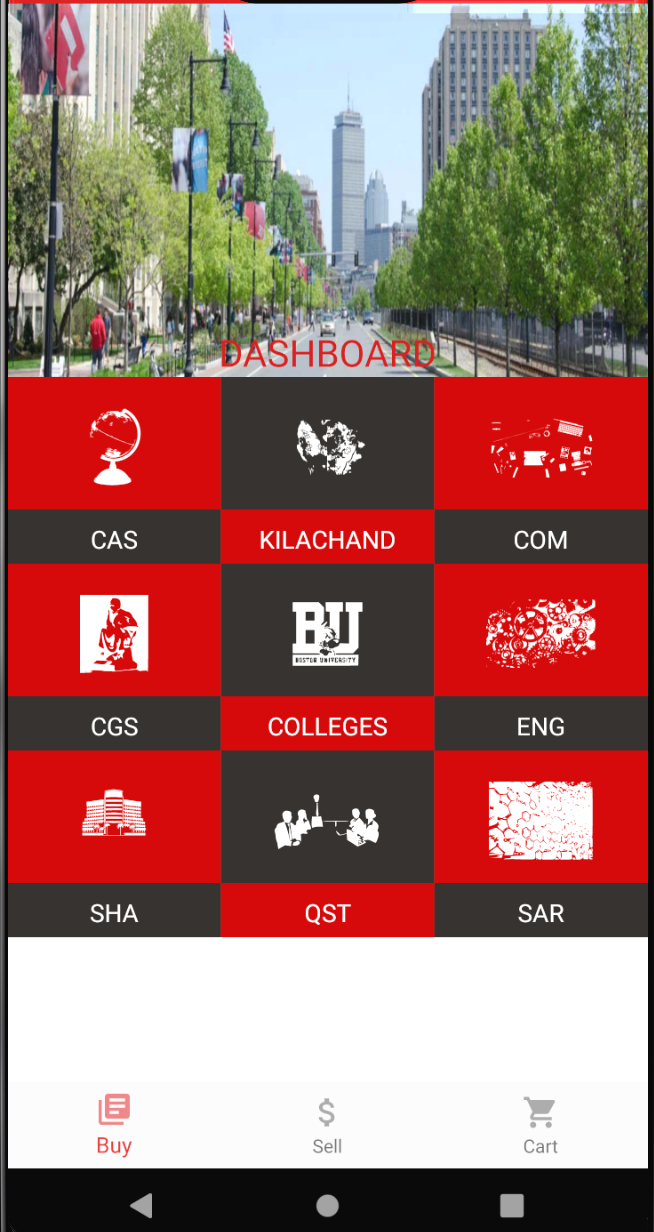 DASHBOARD
CAS KILACHAND COM
BU
BOSTON UNIVERSITY
CGS COLLEGES ENG
SHA QST SAR
Buy Sell Cart